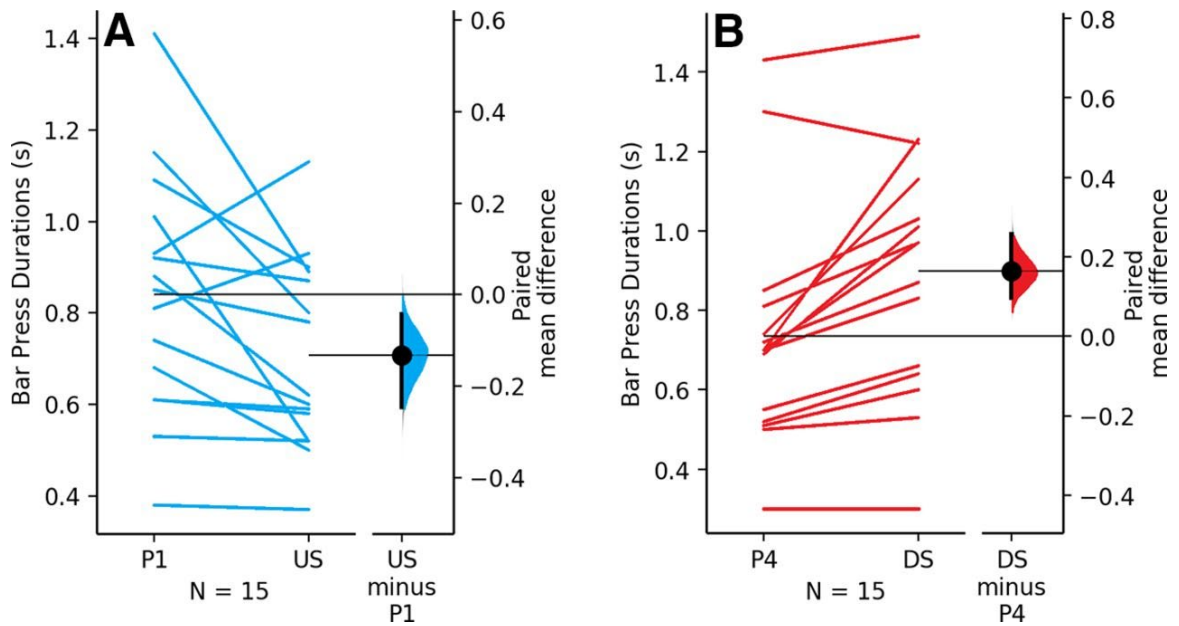 A
Bar Press Durations (s)
1.4
1.2
1.0
0.8
0.6
0.4
P1
US
N = 15
0.6
0.4
0.2
0.0
−0.2
−0.4
Paired
mean difference
US
minus
P1
B
Bar Press Durations (s)
1.4
1.2
1.0
0.8
0.6
0.4
P4
DS
N = 15
0.8
0.6
0.4
0.2
0.0
−0.2
−0.4
Paired
mean difference
DS
minus
P4